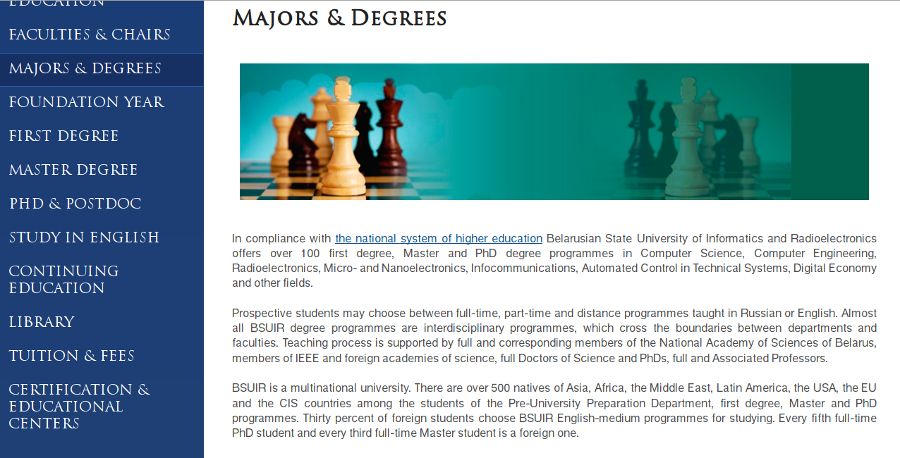 EDUCATION
FACULTIES & CHAIRS
MAJORS & DEGREES
FOUNDATION YEAR
FIRST DEGREE
MASTER DEGREE
PHD & POSTDOC
STUDY IN ENGLISH
CONTINUING
EDUCATION
LIBRARY
TUITION & FEES
CERTIFICATION &
EDUCATIONAL
CENTERS
MAJORS & DEGREES
In compliance with the national system of higher education Belarusian State University of Informatics and Radioelectronics
offers over 100 first degree, Master and PhD degree programmes in Computer Science, Computer Engineering,
Radioelectronics, Micro- and Nanoelectronics, Infocommunications, Automated Control in Technical Systems, Digital Economy
and other fields.
Prospective students may choose between full-time, part-time and distance programmes taught in Russian or English. Almost
all BSUIR degree programmes are interdisciplinary programmes, which cross the boundaries between departments and
faculties. Teaching process is supported by full and corresponding members of the National Academy of Sciences of Belarus,
members of IEEE and foreign academies of science, full Doctors of Science and PhDs, full and Associated Professors.
BSUIR is a multinational university. There are over 500 natives of Asia, Africa, the Middle East, Latin America, the USA, the EU
and the CIS countries among the students of the Pre-University Preparation Department, first degree, Master and PhD
programmes. Thirty percent of foreign students choose BSUIR English-medium programmes for studying. Every fifth full-time
PhD student and every third full-time Master student is a foreign one.